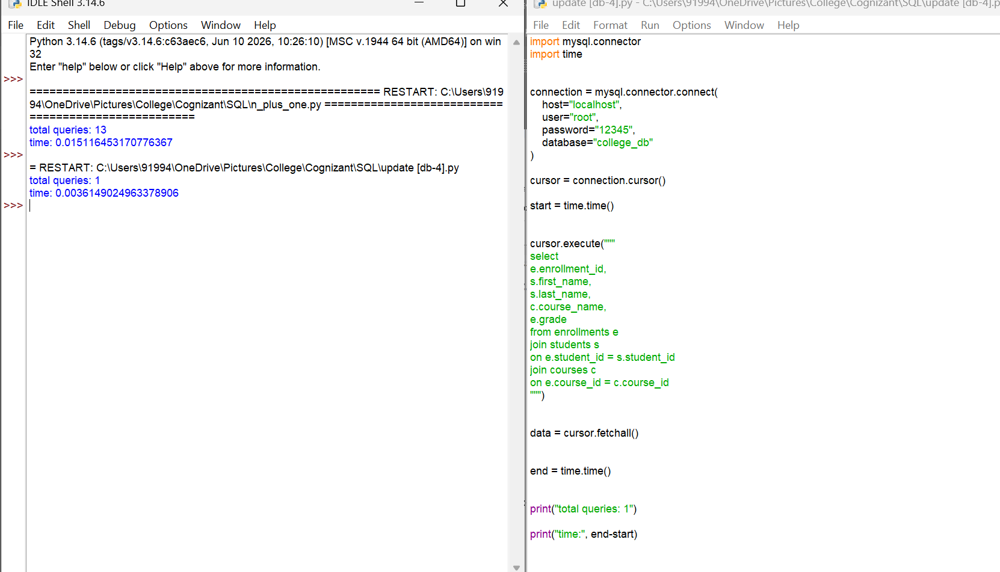 IDLE Shell 3.14.6
File Edit Shell Debug Options Window Help
Python 3.14.6 (tags/v3.14.6:c63aec6, Jun 10 2026, 10:26:10) [MSC v.1944 64 bit (AMD64)] on win
32
Enter "help" below or click "Help" above for more information.
>>>
===================================================== RESTART: C:\Users\919
94\OneDrive\Pictures\College\Cognizant\SQL\n_plus_one.py ===========================
=========================
total queries: 13
time: 0.015116453170776367
>>>
= RESTART: C:\Users\91994\OneDrive\Pictures\College\Cognizant\SQL\update [db-4].py
total queries: 1
time: 0.0036149024963378906
>>>
update [db-4].py - C:\Users\91994\OneDrive\Pictures\College\Cognizant\SQL\update [db-4].p
File Edit Format Run Options Window Help
import mysql.connector
import time
connection = mysql.connector.connect(
    host="localhost",
    user="root",
    password="12345",
    database="college_db"
)
cursor = connection.cursor()
start = time.time()
cursor.execute("""
select
e.enrollment_id,
s.first_name,
s.last_name,
c.course_name,
e.grade
from enrollments e
join students s
on e.student_id = s.student_id
join courses c
on e.course_id = c.course_id
""")
data = cursor.fetchall()
end = time.time()
print("total queries: 1")
print("time:", end-start)